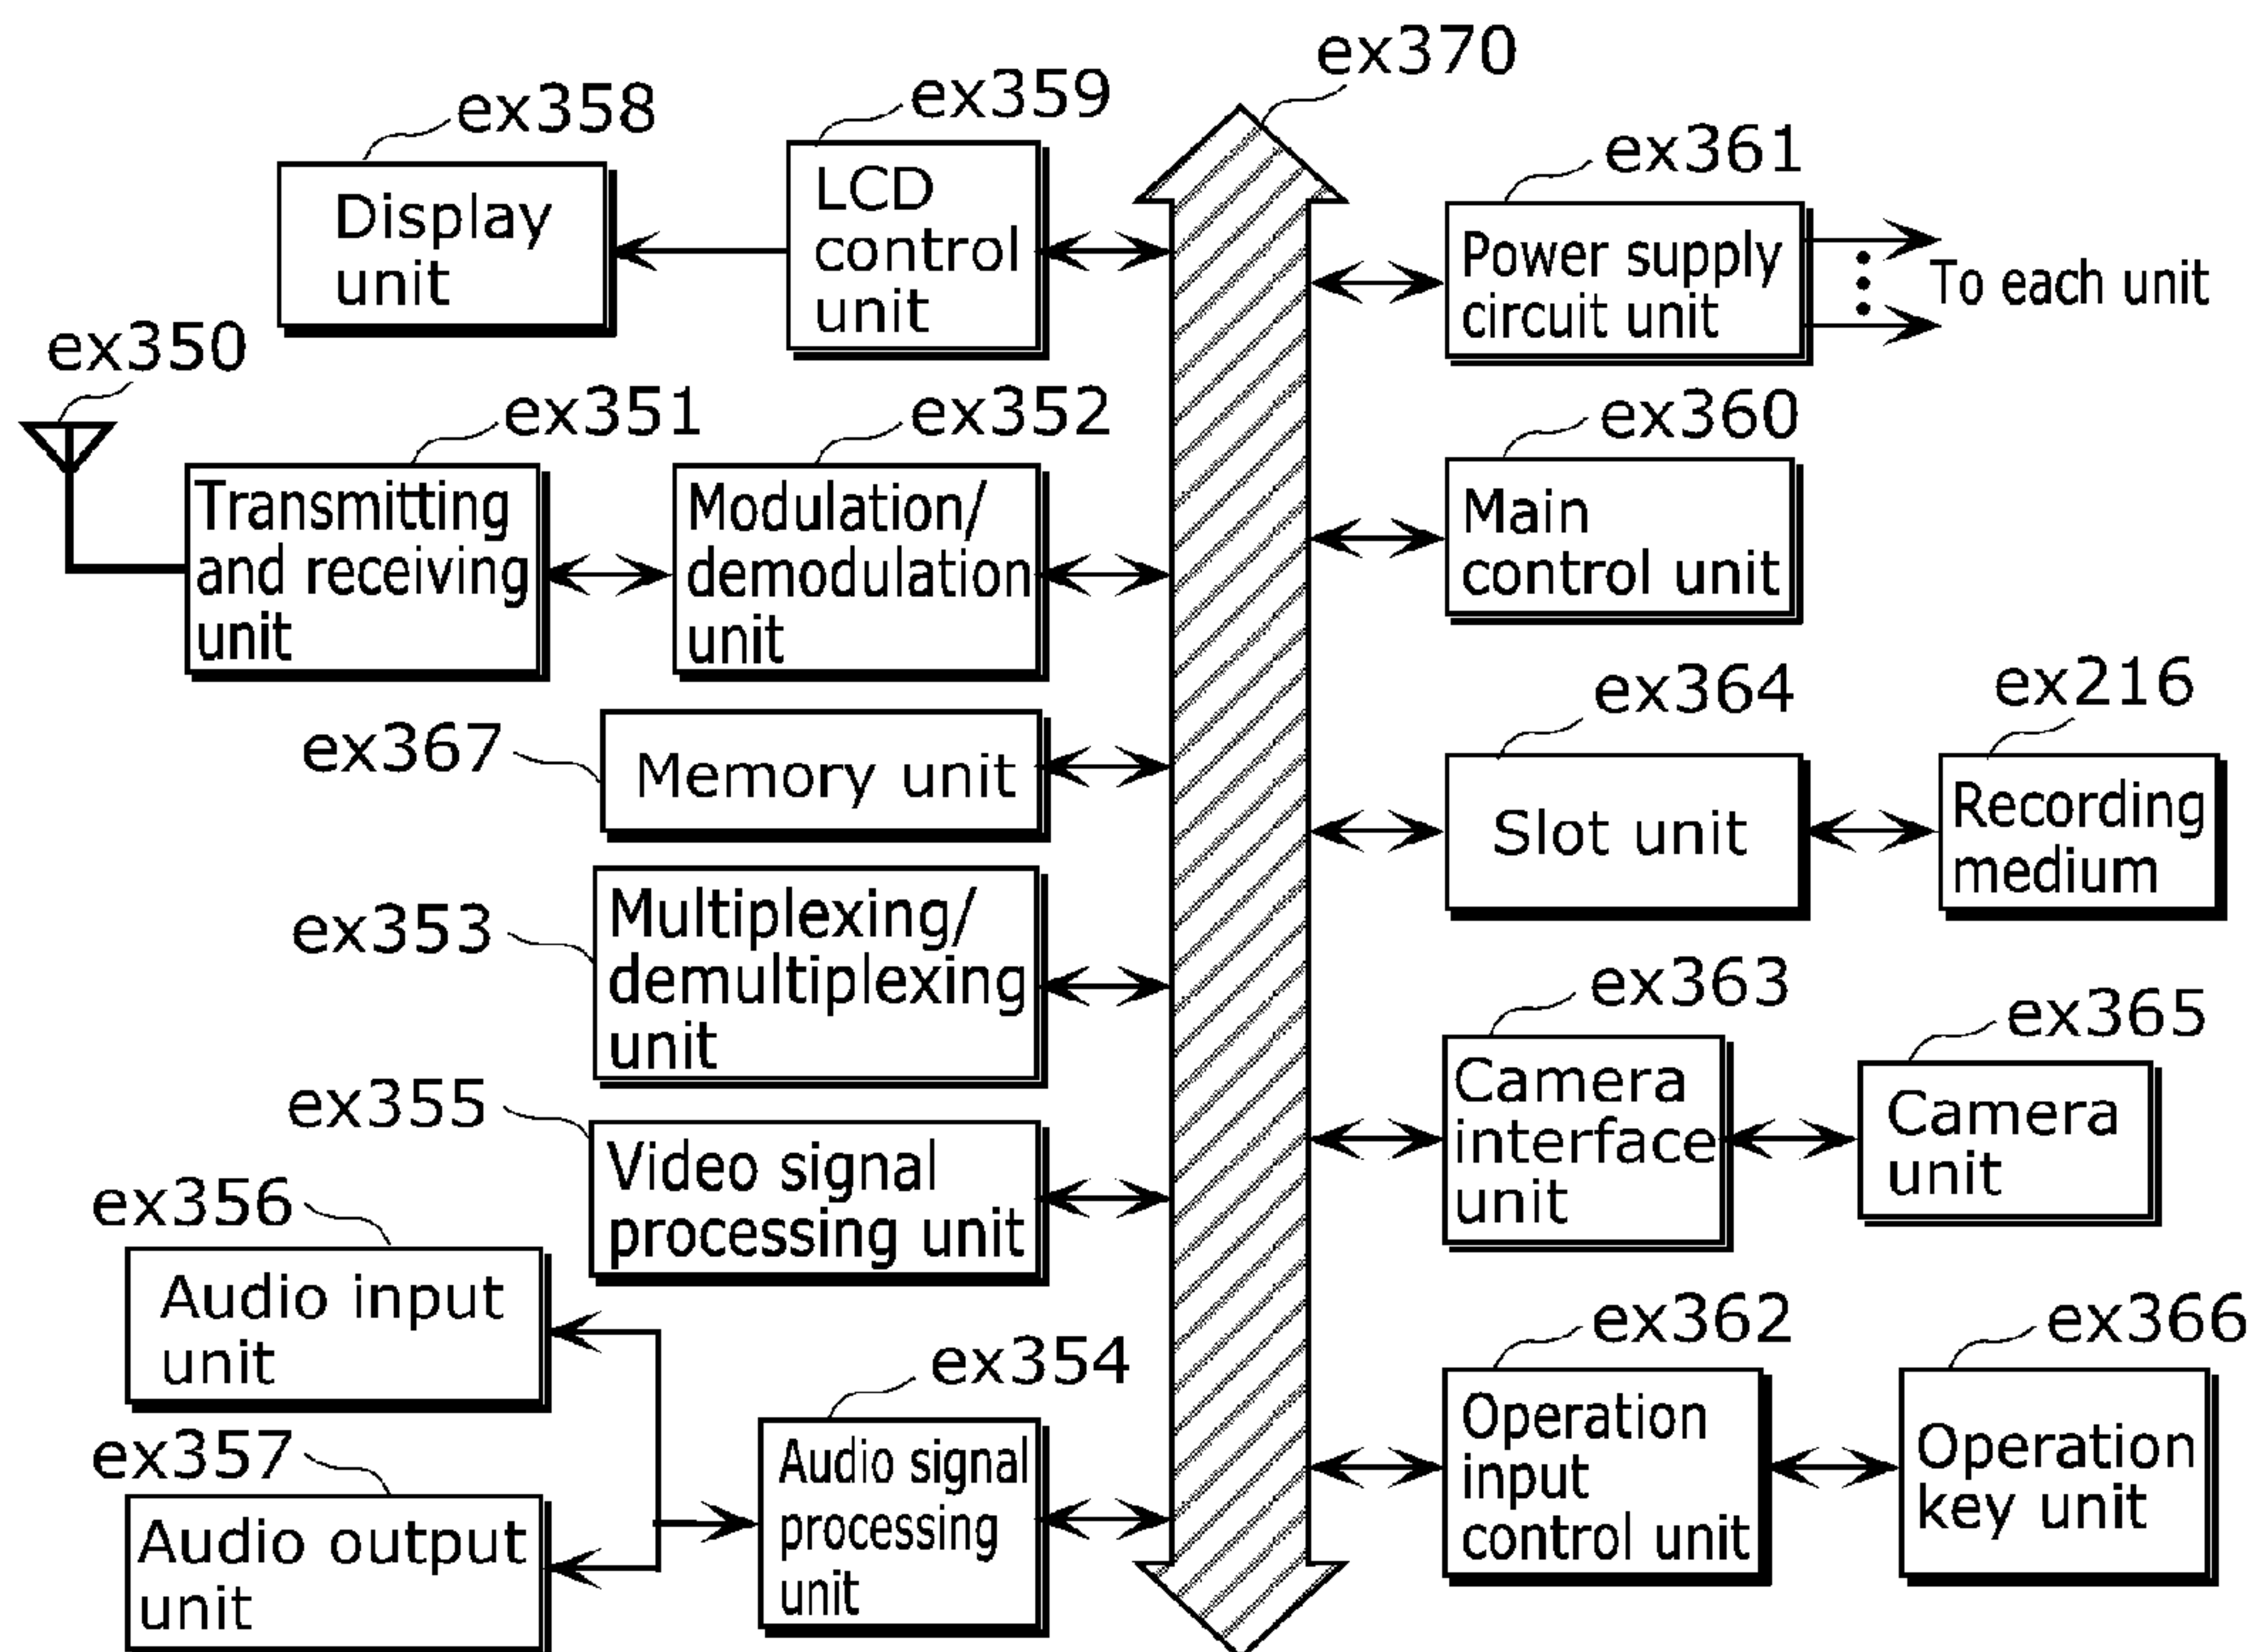 ex370
ex358
ex359
ex361
Display
unit
LCD
control
unit
Power supply
circuit unit
To each unit
ex350
ex351
ex352
ex360
Transmitting
and receiving
unit
Modulation/
demodulation
unit
Main
control unit
ex367
Memory unit
ex364
ex216
Slot unit
Recording
medium
ex353
Multiplexing/
demultiplexing
unit
ex363
ex365
Camera
interface
unit
Camera
unit
ex355
Video signal
processing unit
ex356
Audio input
unit
ex354
ex362
ex366
ex357
Audio output
unit
Audio signal
processing
unit
Operation
input
control unit
Operation
key unit